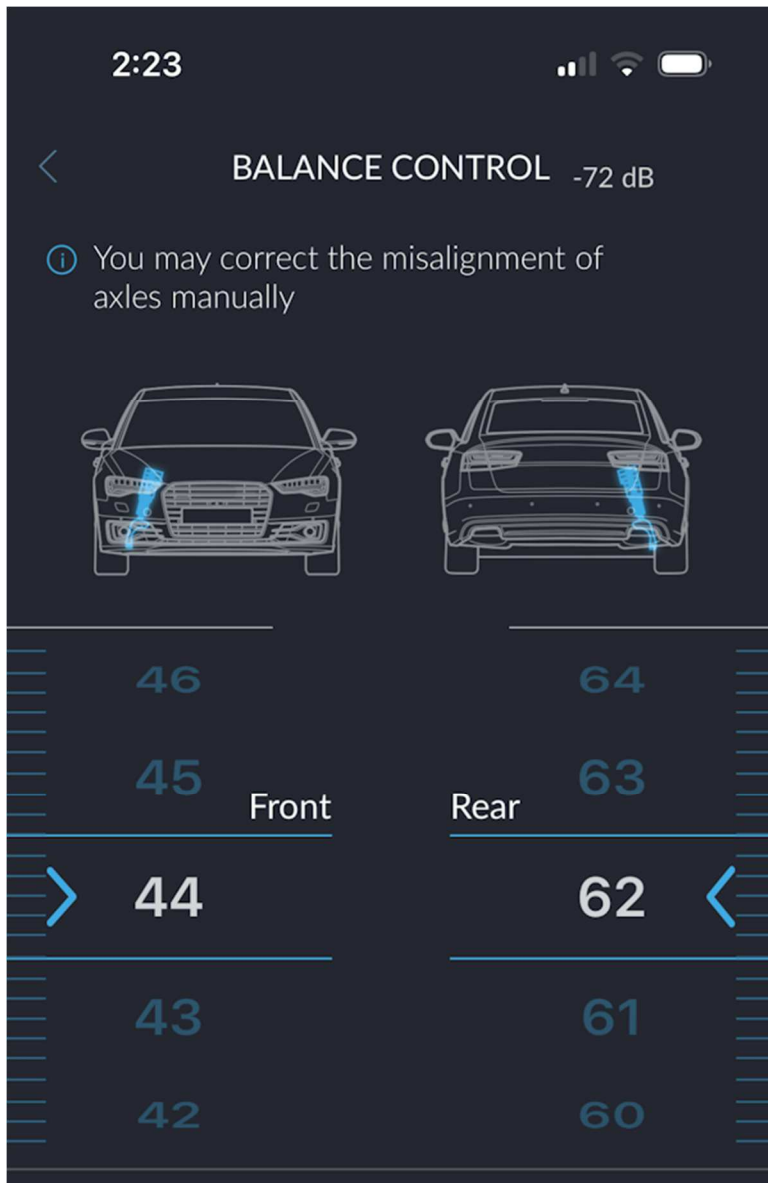 2:23
BALANCE CONTROL -72 dB
You may correct the misalignment of
axles manually
46 64
45 63
Front Rear
44 62
43 61
42 60